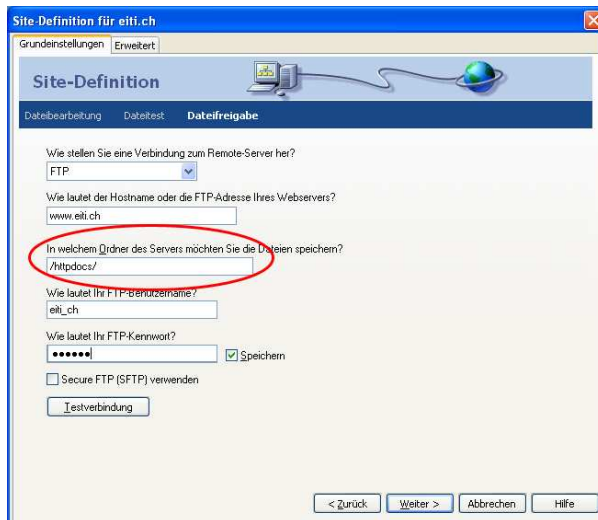 Site-Definition für eiti.ch
Grundeinstellungen Erweitert
Site-Definition
Dateibearbeitung Dateitest Dateifreigabe
Wie stellen Sie eine Verbindung zum Remote-Server her?
FTP
Wie lautet der Hostname oder die FTP-Adresse Ihres Webservers?
www.eiti.ch
In welchem Ordner des Servers möchten Sie die Dateien speichern?
/httpdocs/
Wie lautet Ihr FTP-Benutzername?
eiti_ch
Wie lautet Ihr FTP-Kennwort?
●●●●●● Speichern
Secure FTP (SFTP) verwenden
Testverbindung
< Zurück Weiter > Abbrechen Hilfe